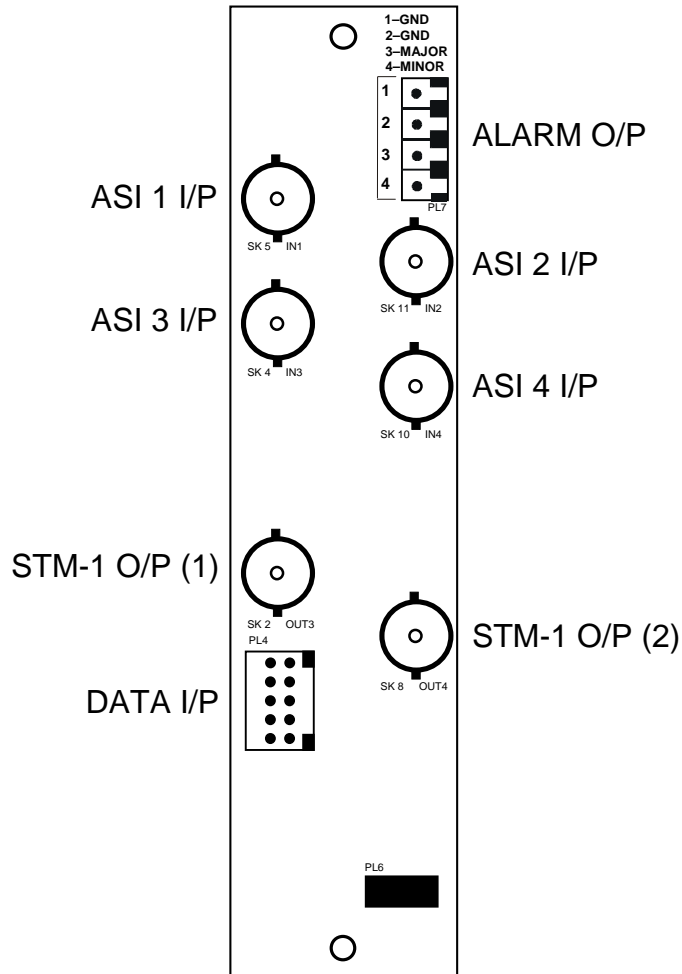 1–GND
2–GND
3–MAJOR
4–MINOR
1
2
3
4
ALARM O/P
PL7
ASI 1 I/P
SK 5 IN1
ASI 2 I/P
SK 11 IN2
ASI 3 I/P
SK 4 IN3
ASI 4 I/P
SK 10 IN4
STM-1 O/P (1)
SK 2 OUT3
STM-1 O/P (2)
SK 8 OUT4
PL4
DATA I/P
PL6